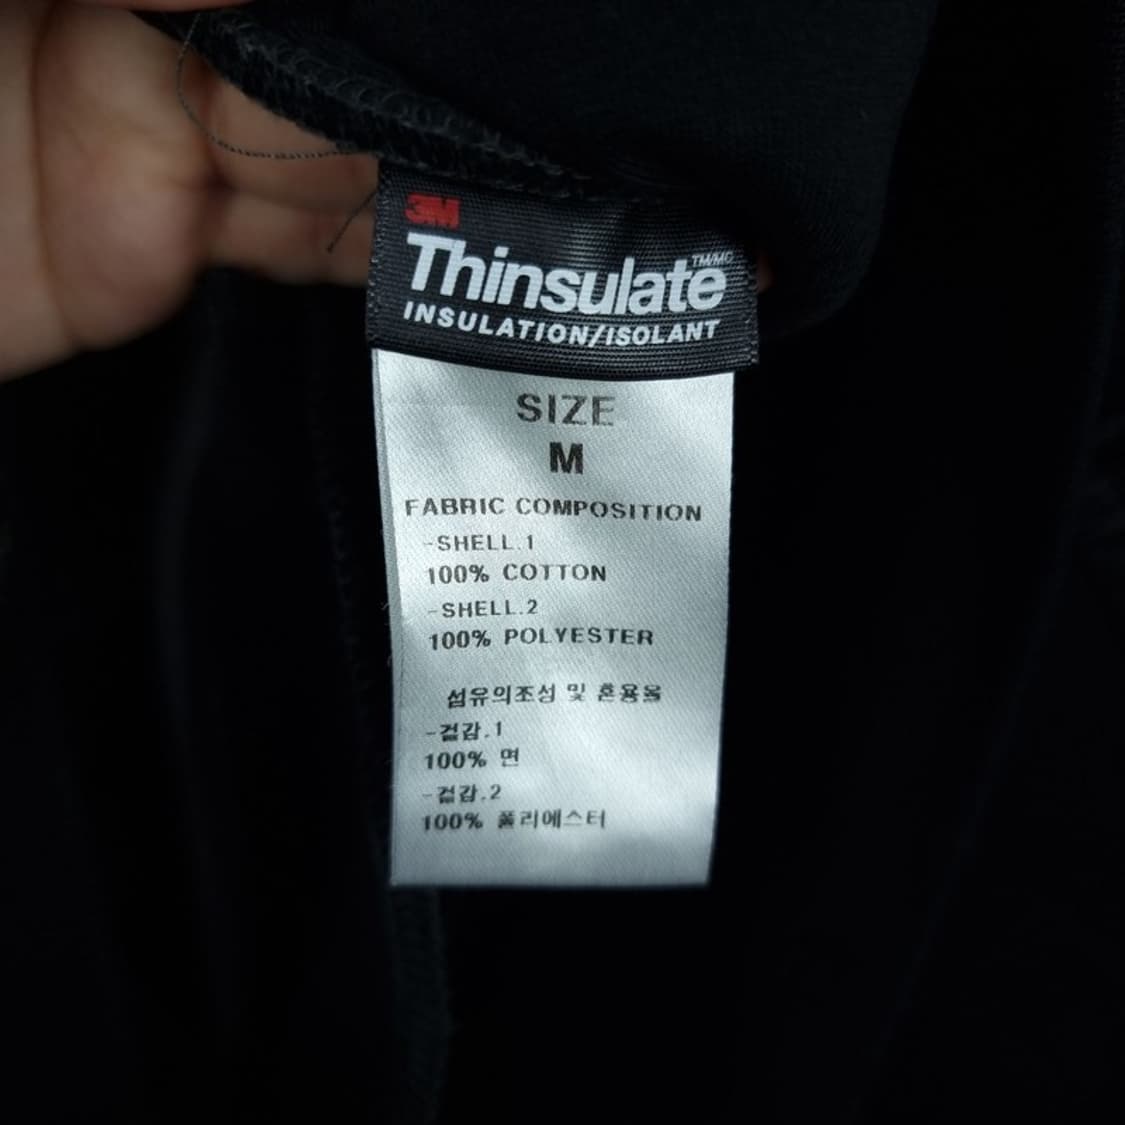 3M
Thinsulate TM/MC
INSULATION/ISOLANT
SIZE
M
FABRIC COMPOSITION
-SHELL.1
100% COTTON
-SHELL.2
100% POLYESTER
섬유의조성 및 혼용율
-겉감.1
100% 면
-겉감.2
100% 폴리에스터